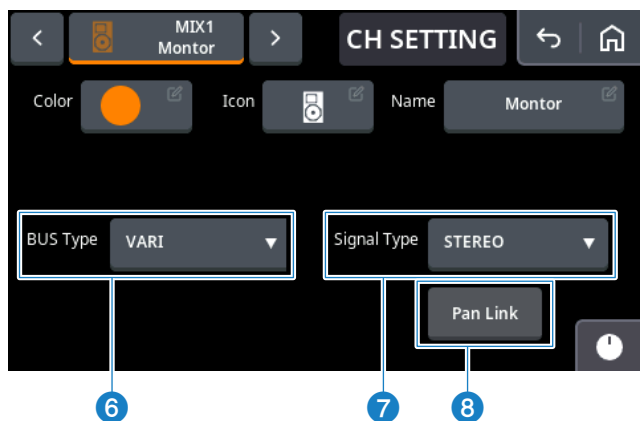 MIX1
Montor
CH SETTING
Color
Icon
Name
Montor
BUS Type
VARI
Signal Type
STEREO
Pan Link
6
7
8